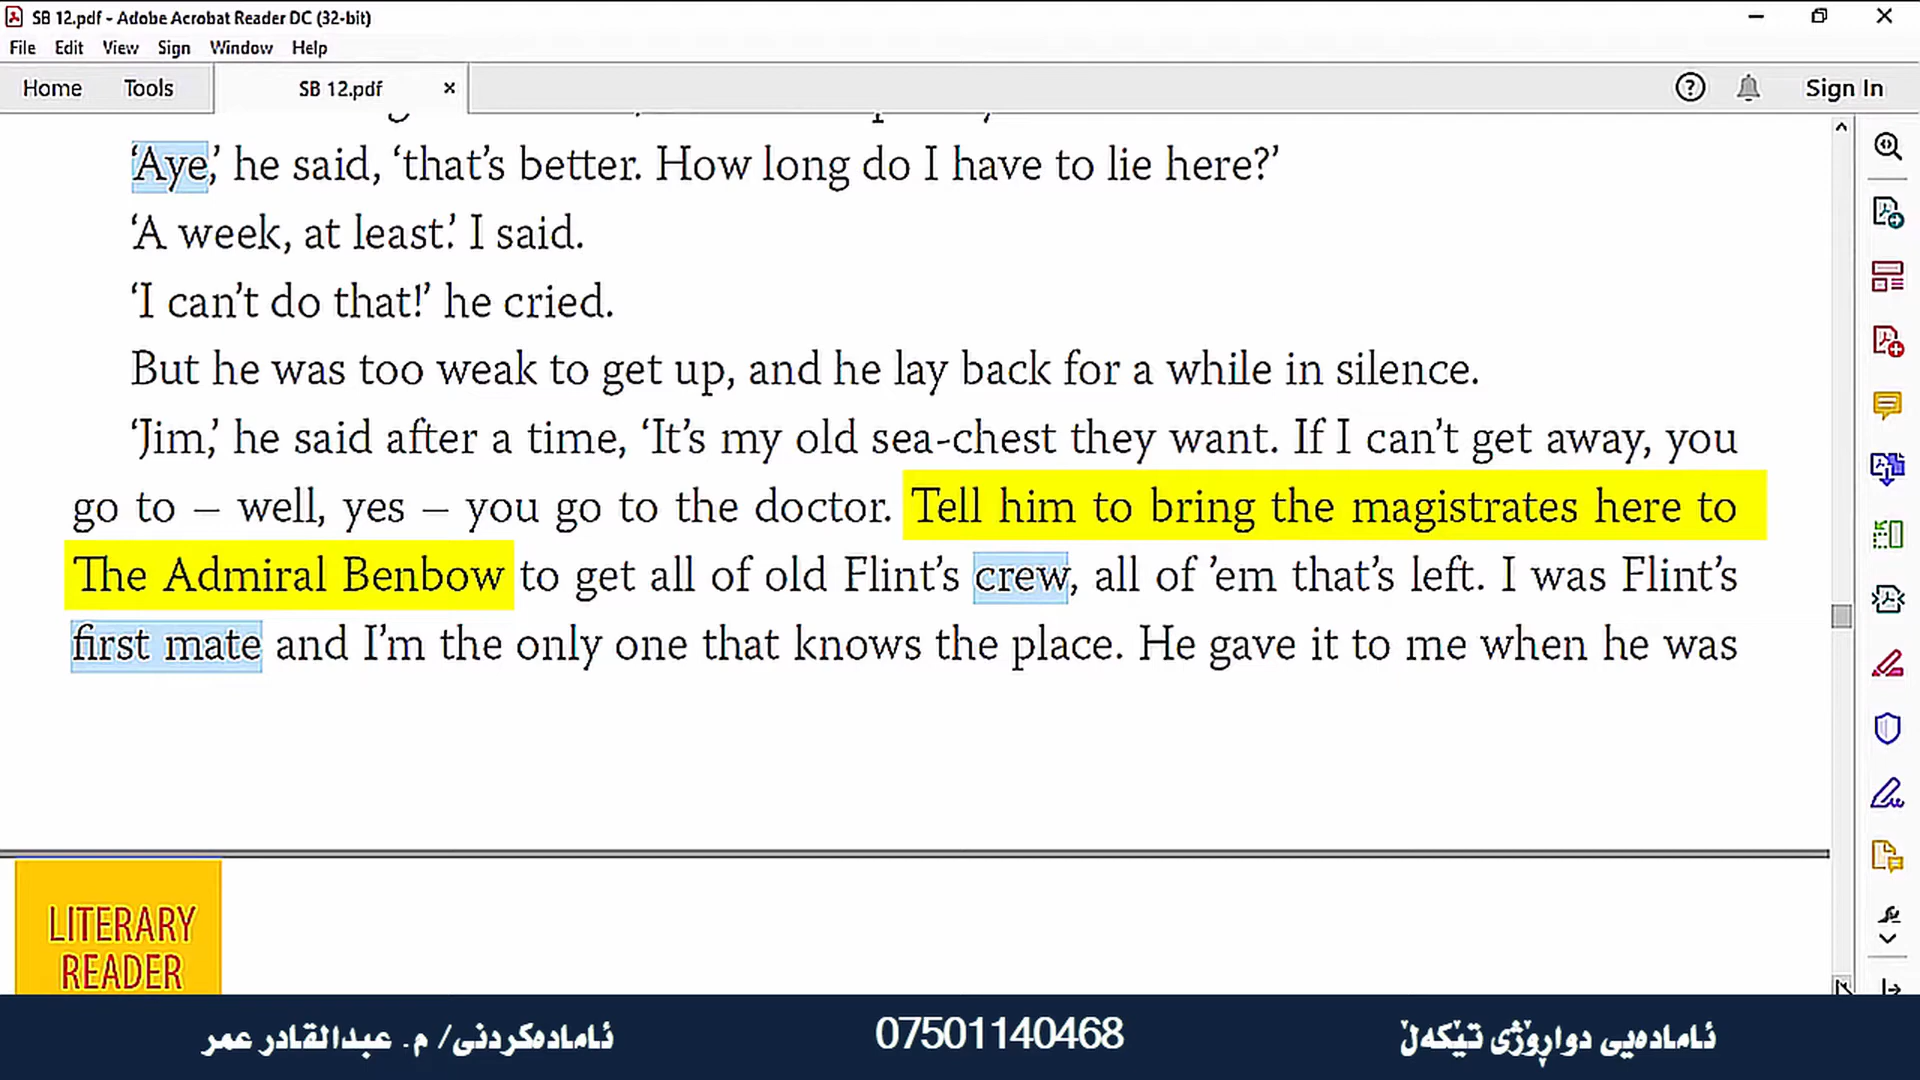 SB 12.pdf - Adobe Acrobat Reader DC (32-bit)
File Edit View Sign Window Help
Home Tools SB 12.pdf × Sign In
‘Aye,’ he said, ‘that’s better. How long do I have to lie here?’
‘A week, at least.’ I said.
‘I can’t do that!’ he cried.
But he was too weak to get up, and he lay back for a while in silence.
‘Jim,’ he said after a time, ‘It’s my old sea-chest they want. If I can’t get away, you
go to – well, yes – you go to the doctor. Tell him to bring the magistrates here to
The Admiral Benbow to get all of old Flint’s crew, all of ’em that’s left. I was Flint’s
first mate and I’m the only one that knows the place. He gave it to me when he was
LITERARY
READER
ئامادەیی دواڕۆژی تێکەڵ 07501140468 ئامادەکردنی/ م. عبدالقادر عمر